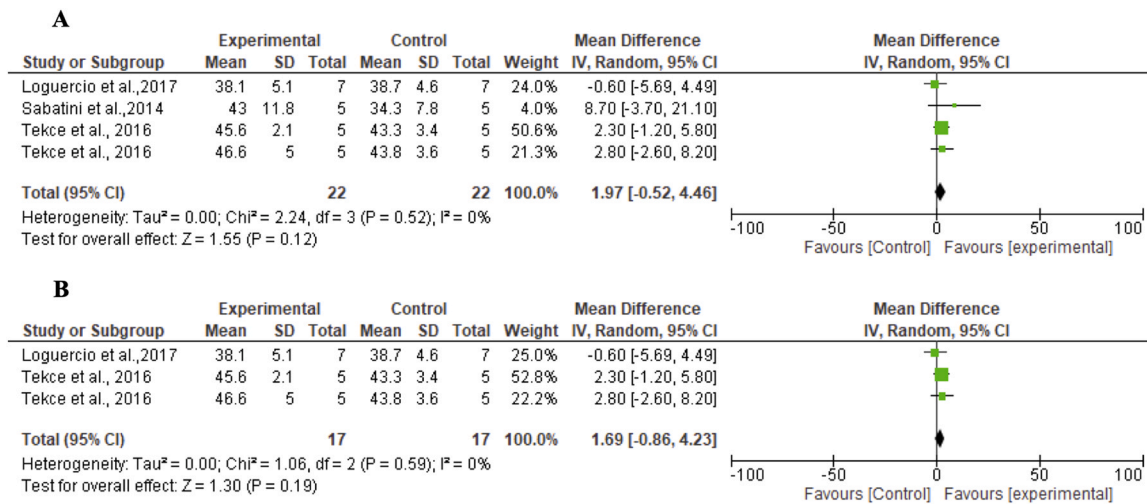 A
Experimental Control Mean Difference Mean Difference
Study or Subgroup Mean SD Total Mean SD Total Weight IV, Random, 95% CI IV, Random, 95% CI
Loguercio et al.,2017 38.1 5.1 7 38.7 4.6 7 24.0% -0.60 [-5.69, 4.49]
Sabatini et al.,2014 43 11.8 5 34.3 7.8 5 4.0% 8.70 [-3.70, 21.10]
Tekce et al., 2016 45.6 2.1 5 43.3 3.4 5 50.6% 2.30 [-1.20, 5.80]
Tekce et al., 2016 46.6 5 5 43.8 3.6 5 21.3% 2.80 [-2.60, 8.20]
Total (95% CI) 22 22 100.0% 1.97 [-0.52, 4.46]
Heterogeneity: Tau² = 0.00; Chi² = 2.24, df = 3 (P = 0.52); I² = 0%
Test for overall effect: Z = 1.55 (P = 0.12)
-100 -50 0 50 100
Favours [Control] Favours [experimental]
B
Experimental Control Mean Difference Mean Difference
Study or Subgroup Mean SD Total Mean SD Total Weight IV, Random, 95% CI IV, Random, 95% CI
Loguercio et al.,2017 38.1 5.1 7 38.7 4.6 7 25.0% -0.60 [-5.69, 4.49]
Tekce et al., 2016 45.6 2.1 5 43.3 3.4 5 52.8% 2.30 [-1.20, 5.80]
Tekce et al., 2016 46.6 5 5 43.8 3.6 5 22.2% 2.80 [-2.60, 8.20]
Total (95% CI) 17 17 100.0% 1.69 [-0.86, 4.23]
Heterogeneity: Tau² = 0.00; Chi² = 1.06, df = 2 (P = 0.59); I² = 0%
Test for overall effect: Z = 1.30 (P = 0.19)
-100 -50 0 50 100
Favours [Control] Favours [experimental]